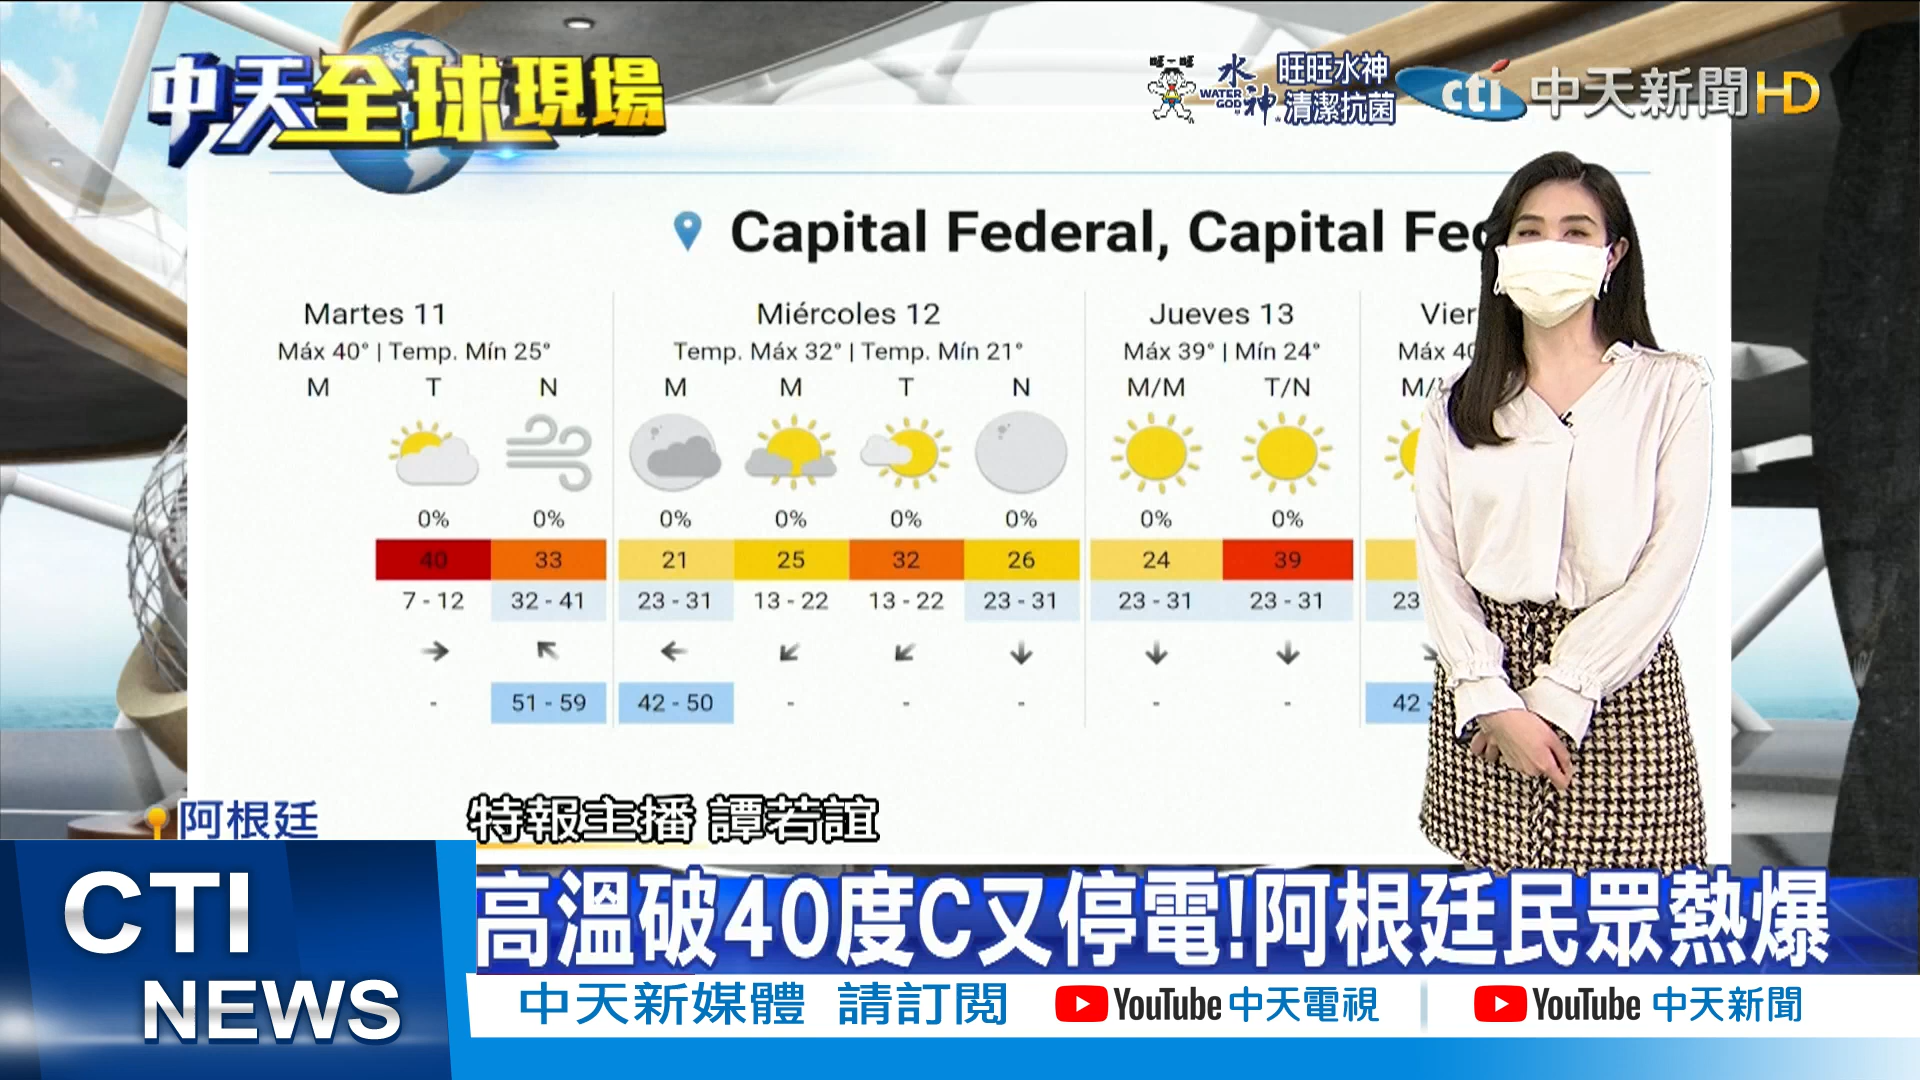 中天全球現場
旺一旺
水神
WATER GOD
旺旺水神
清潔抗菌
cti 中天新聞HD
Capital Federal, Capital Fed
Martes 11 Miércoles 12 Jueves 13 Vier
Máx 40° | Temp. Mín 25° Temp. Máx 32° | Temp. Mín 21° Máx 39° | Mín 24° Máx 40
M T N M M T N M/M T/N M/
0% 0% 0% 0% 0% 0% 0% 0%
40 33 21 25 32 26 24 39
7 - 12 32 - 41 23 - 31 13 - 22 13 - 22 23 - 31 23 - 31 23 - 31 23
- 51 - 59 42 - 50 - - - - - 42 -
阿根廷
特報主播 譚若誼
CTI NEWS
高溫破40度C又停電!阿根廷民眾熱爆
中天新媒體 請訂閱 YouTube 中天電視 YouTube 中天新聞